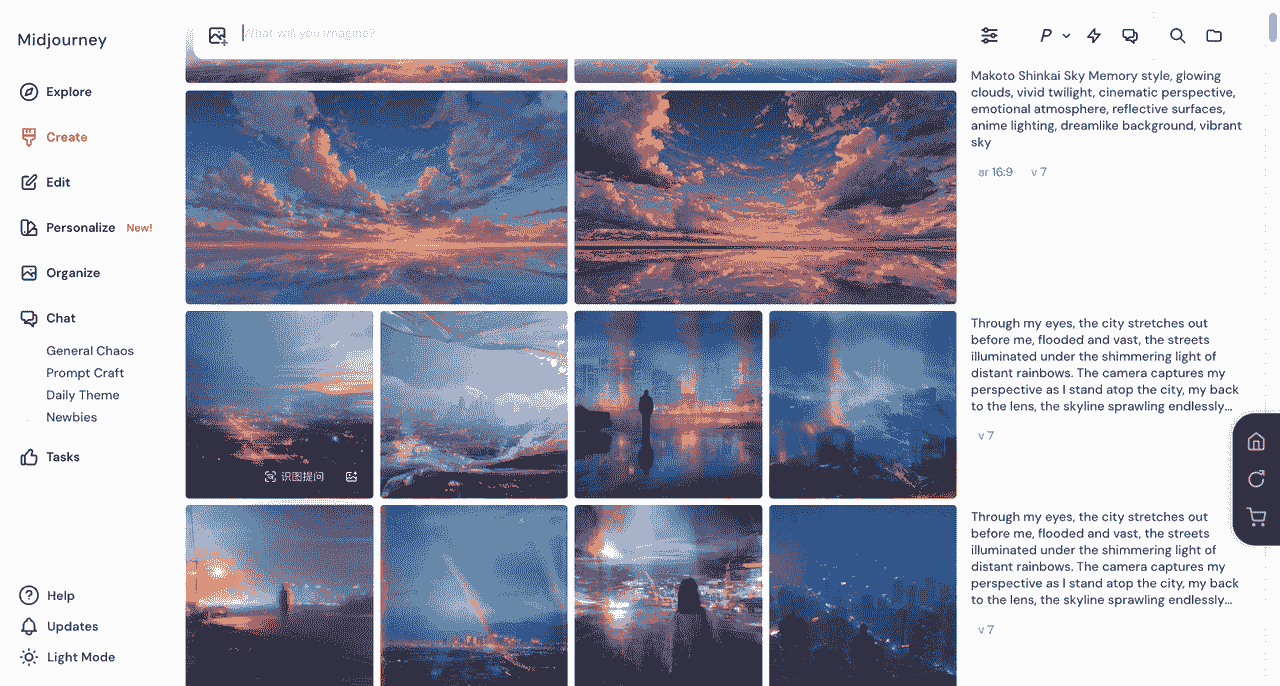 Midjourney
What will you imagine?
P
Explore
Create
Edit
Personalize New!
Organize
Chat
General Chaos
Prompt Craft
Daily Theme
Newbies
Tasks
Help
Updates
Light Mode
Makoto Shinkai Sky Memory style, glowing
clouds, vivid twilight, cinematic perspective,
emotional atmosphere, reflective surfaces,
anime lighting, dreamlike background, vibrant
sky
ar 16:9 v 7
识图提问
Through my eyes, the city stretches out
before me, flooded and vast, the streets
illuminated under the shimmering light of
distant rainbows. The camera captures my
perspective as I stand atop the city, my back
to the lens, the skyline sprawling endlessly...
v 7
Through my eyes, the city stretches out
before me, flooded and vast, the streets
illuminated under the shimmering light of
distant rainbows. The camera captures my
perspective as I stand atop the city, my back
to the lens, the skyline sprawling endlessly...
v 7